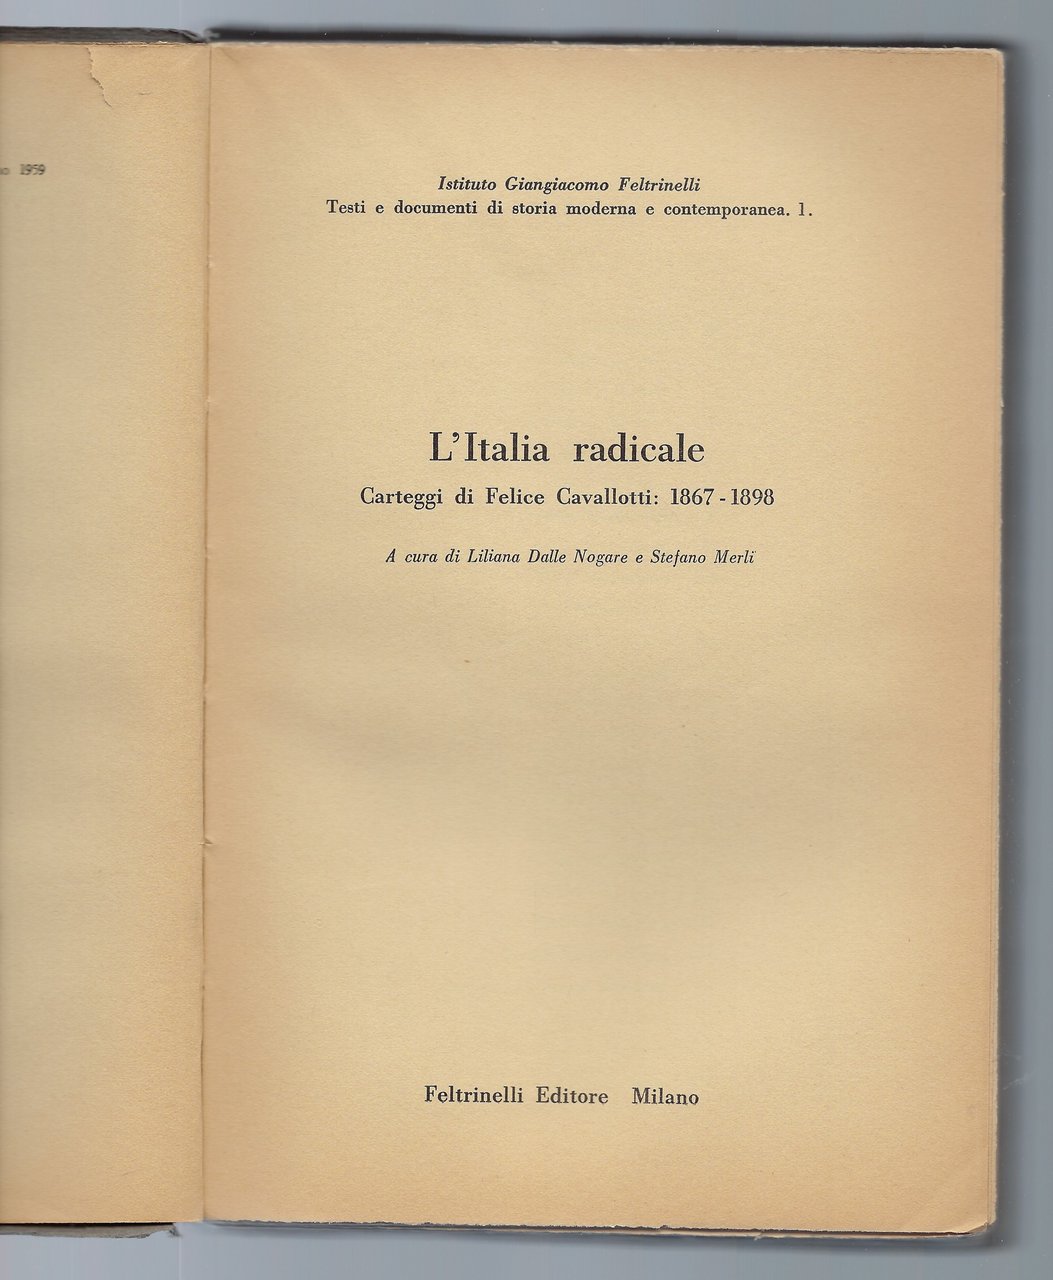 1959
Istituto Giangiacomo Feltrinelli
Testi e documenti di storia moderna e contemporanea. 1.
L'Italia radicale
Carteggi di Felice Cavallotti: 1867-1898
A cura di Liliana Dalle Nogare e Stefano Merli
Feltrinelli Editore Milano